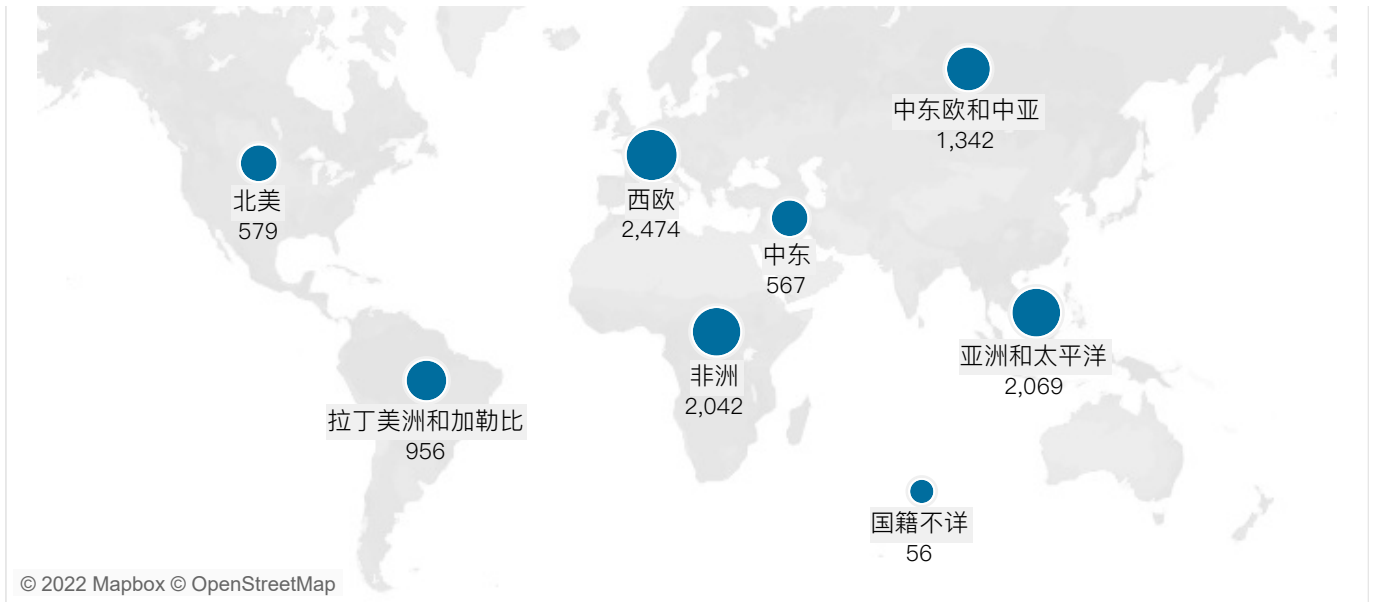 中东欧和中亚
1,342
北美
579
西欧
2,474
中东
567
亚洲和太平洋
2,069
非洲
2,042
拉丁美洲和加勒比
956
国籍不详
56
© 2022 Mapbox © OpenStreetMap